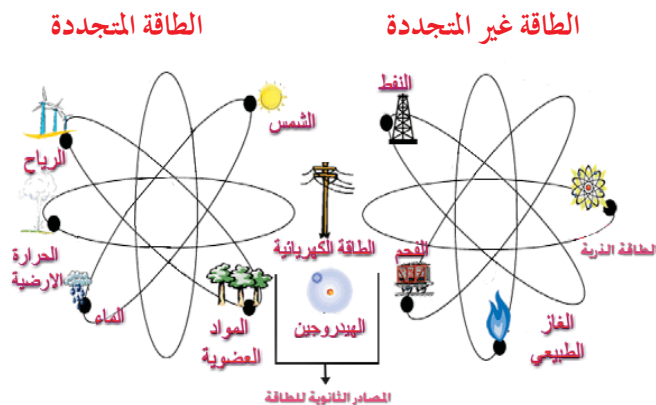 الطاقة غير المتجددة
الطاقة المتجددة
النفط
الطاقة الذرية
الفحم
الغاز
الطبيعي
الشمس
الرياح
الحرارة
الارضية
الماء
المواد
العضوية
الطاقة الكهربائية
الهيدروجين
المصادر الثانوية للطاقة